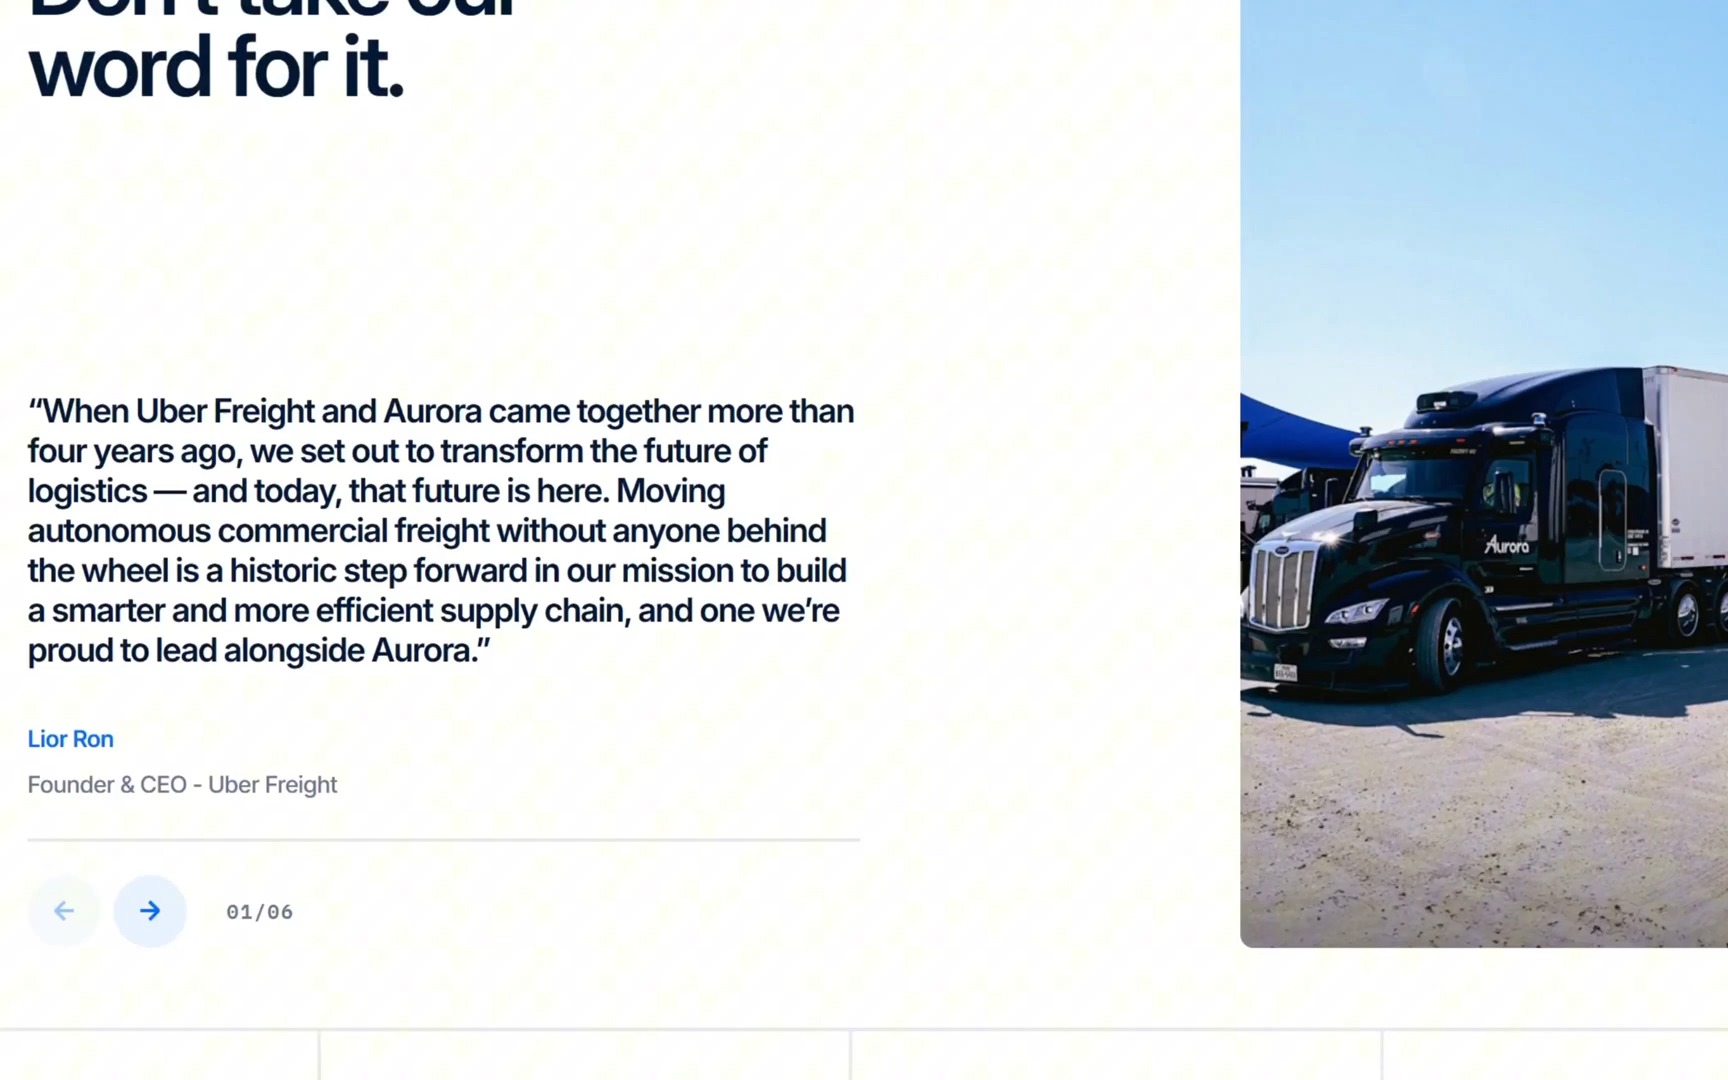 Don't take our
word for it.
“When Uber Freight and Aurora came together more than
four years ago, we set out to transform the future of
logistics — and today, that future is here. Moving
autonomous commercial freight without anyone behind
the wheel is a historic step forward in our mission to build
a smarter and more efficient supply chain, and one we’re
proud to lead alongside Aurora.”
Lior Ron
Founder & CEO - Uber Freight
01/06
Aurora